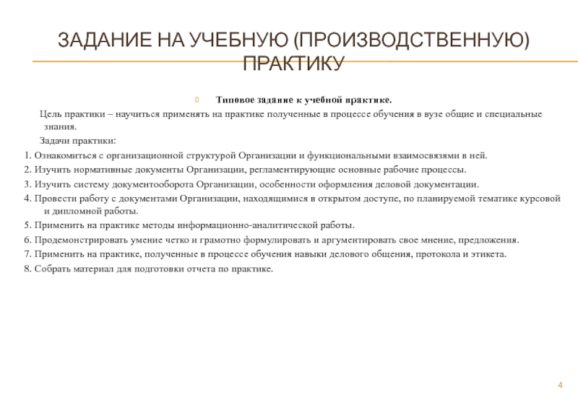 ЗАДАНИЕ НА УЧЕБНУЮ (ПРОИЗВОДСТВЕННУЮ)
ПРАКТИКУ
Типовое задание к учебной практике.
Цель практики – научиться применять на практике полученные в процессе обучения в вузе общие и специальные
знания.
Задачи практики:
1. Ознакомиться с организационной структурой Организации и функциональными взаимосвязями в ней.
2. Изучить нормативные документы Организации, регламентирующие основные рабочие процессы.
3. Изучить систему документооборота Организации, особенности оформления деловой документации.
4. Провести работу с документами Организации, находящимися в открытом доступе, по планируемой тематике курсовой
и дипломной работы.
5. Применить на практике методы информационно-аналитической работы.
6. Продемонстрировать умение четко и грамотно формулировать и аргументировать свое мнение, предложения.
7. Применить на практике, полученные в процессе обучения навыки делового общения, протокола и этикета.
8. Собрать материал для подготовки отчета по практике.
4